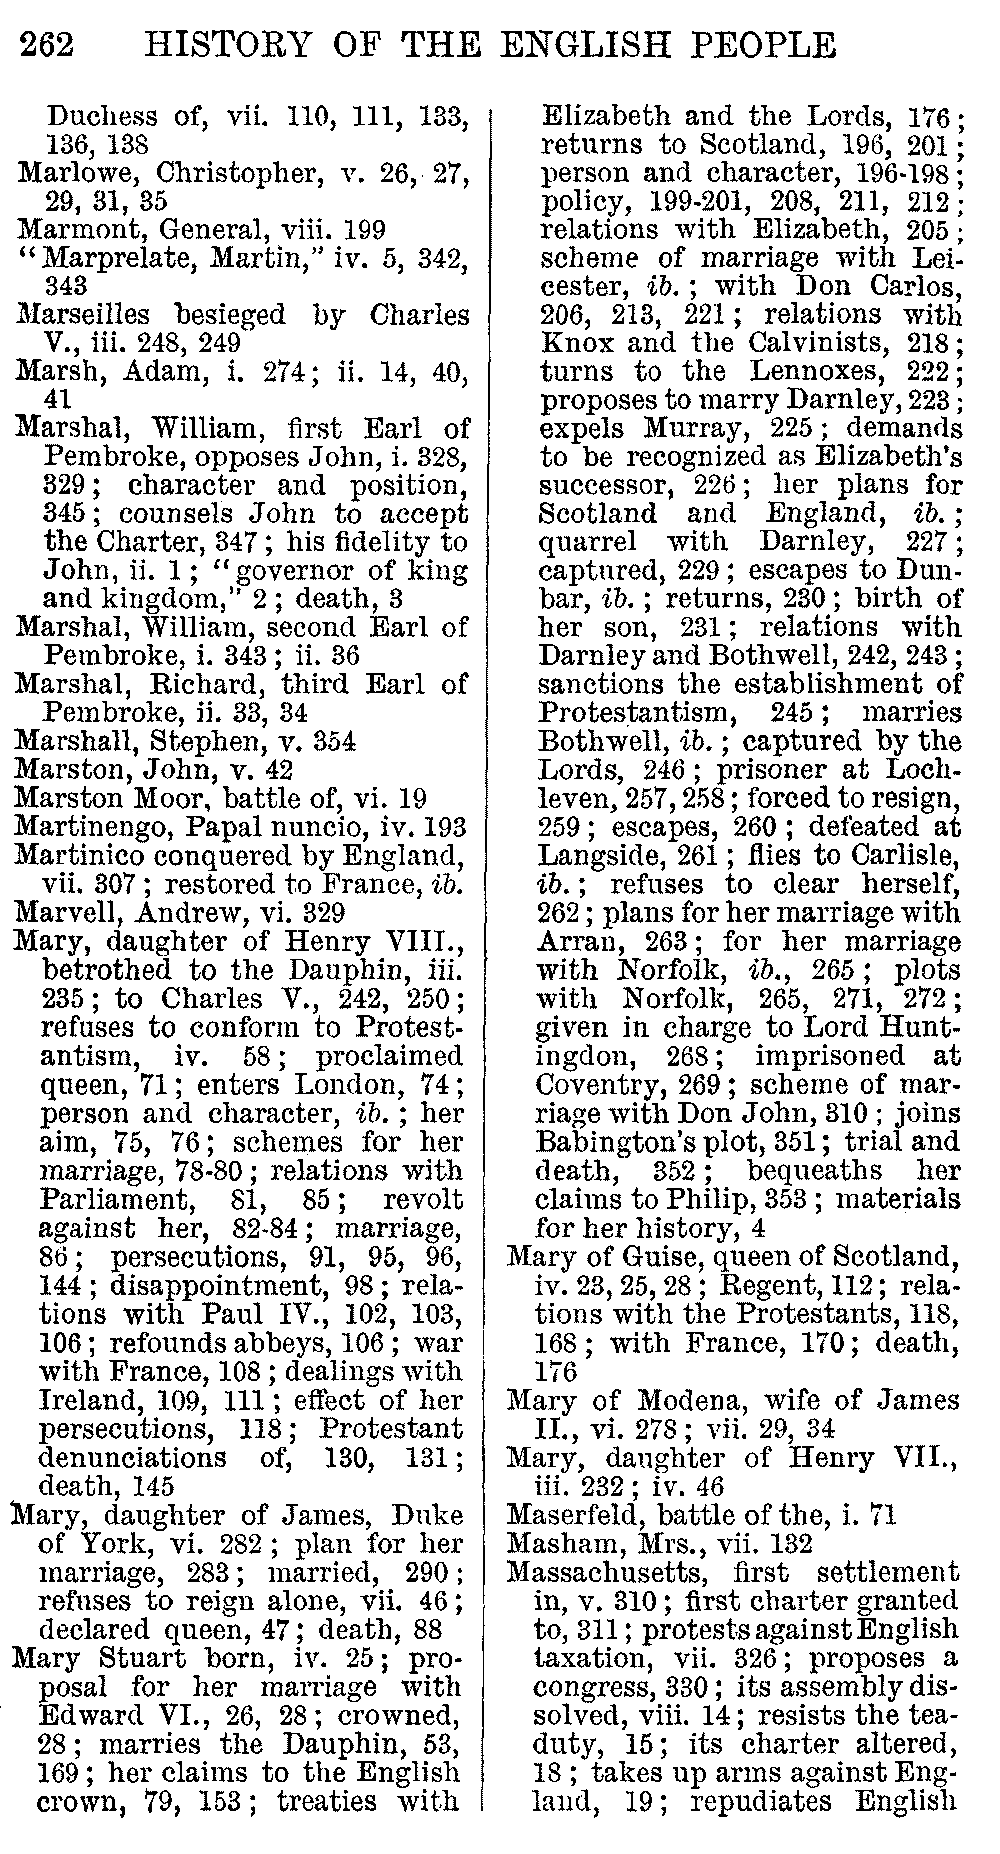 262 HISTORY OF THE ENGLISH PEOPLE
Duchess of, vii. 110, 111, 133,
136, 138
Marlowe, Christopher, v. 26, 27,
29, 31, 35
Marmont, General, viii. 199
“Marprelate, Martin,” iv. 5, 342,
343
Marseilles besieged by Charles
V., iii. 248, 249
Marsh, Adam, i. 274; ii. 14, 40,
41
Marshal, William, first Earl of
Pembroke, opposes John, i. 328,
329; character and position,
345; counsels John to accept
the Charter, 347; his fidelity to
John, ii. 1; “governor of king
and kingdom,” 2; death, 3
Marshal, William, second Earl of
Pembroke, i. 343; ii. 36
Marshal, Richard, third Earl of
Pembroke, ii. 33, 34
Marshall, Stephen, v. 354
Marston, John, v. 42
Marston Moor, battle of, vi. 19
Martinengo, Papal nuncio, iv. 193
Martinico conquered by England,
vii. 307; restored to France, ib.
Marvell, Andrew, vi. 329
Mary, daughter of Henry VIII.,
betrothed to the Dauphin, iii.
235; to Charles V., 242, 250;
refuses to conform to Protest-
antism, iv. 58; proclaimed
queen, 71; enters London, 74;
person and character, ib.; her
aim, 75, 76; schemes for her
marriage, 78-80; relations with
Parliament, 81, 85; revolt
against her, 82-84; marriage,
86; persecutions, 91, 95, 96,
144; disappointment, 98; rela-
tions with Paul IV., 102, 103,
106; refounds abbeys, 106; war
with France, 108; dealings with
Ireland, 109, 111; effect of her
persecutions, 118; Protestant
denunciations of, 130, 131;
death, 145
Mary, daughter of James, Duke
of York, vi. 282; plan for her
marriage, 283; married, 290;
refuses to reign alone, vii. 46;
declared queen, 47; death, 88
Mary Stuart born, iv. 25; pro-
posal for her marriage with
Edward VI., 26, 28; crowned,
28; marries the Dauphin, 53,
169; her claims to the English
crown, 79, 153; treaties with
Elizabeth and the Lords, 176;
returns to Scotland, 196, 201;
person and character, 196-198;
policy, 199-201, 208, 211, 212;
relations with Elizabeth, 205;
scheme of marriage with Lei-
cester, ib.; with Don Carlos,
206, 213, 221; relations with
Knox and the Calvinists, 218;
turns to the Lennoxes, 222;
proposes to marry Darnley, 223;
expels Murray, 225; demands
to be recognized as Elizabeth's
successor, 226; her plans for
Scotland and England, ib.;
quarrel with Darnley, 227;
captured, 229; escapes to Dun-
bar, ib.; returns, 230; birth of
her son, 231; relations with
Darnley and Bothwell, 242, 243;
sanctions the establishment of
Protestantism, 245; marries
Bothwell, ib.; captured by the
Lords, 246; prisoner at Loch-
leven, 257, 258; forced to resign,
259; escapes, 260; defeated at
Langside, 261; flies to Carlisle,
ib.; refuses to clear herself,
262; plans for her marriage with
Arran, 263; for her marriage
with Norfolk, ib., 265; plots
with Norfolk, 265, 271, 272;
given in charge to Lord Hunt-
ingdon, 268; imprisoned at
Coventry, 269; scheme of mar-
riage with Don John, 310; joins
Babington's plot, 351; trial and
death, 352; bequeaths her
claims to Philip, 353; materials
for her history, 4
Mary of Guise, queen of Scotland,
iv. 23, 25, 28; Regent, 112; rela-
tions with the Protestants, 118,
168; with France, 170; death,
176
Mary of Modena, wife of James
II., vi. 278; vii. 29, 34
Mary, daughter of Henry VII.,
iii. 232; iv. 46
Maserfeld, battle of the, i. 71
Masham, Mrs., vii. 132
Massachusetts, first settlement
in, v. 310; first charter granted
to, 311; protests against English
taxation, vii. 326; proposes a
congress, 330; its assembly dis-
solved, viii. 14; resists the tea-
duty, 15; its charter altered,
18; takes up arms against Eng-
land, 19; repudiates English